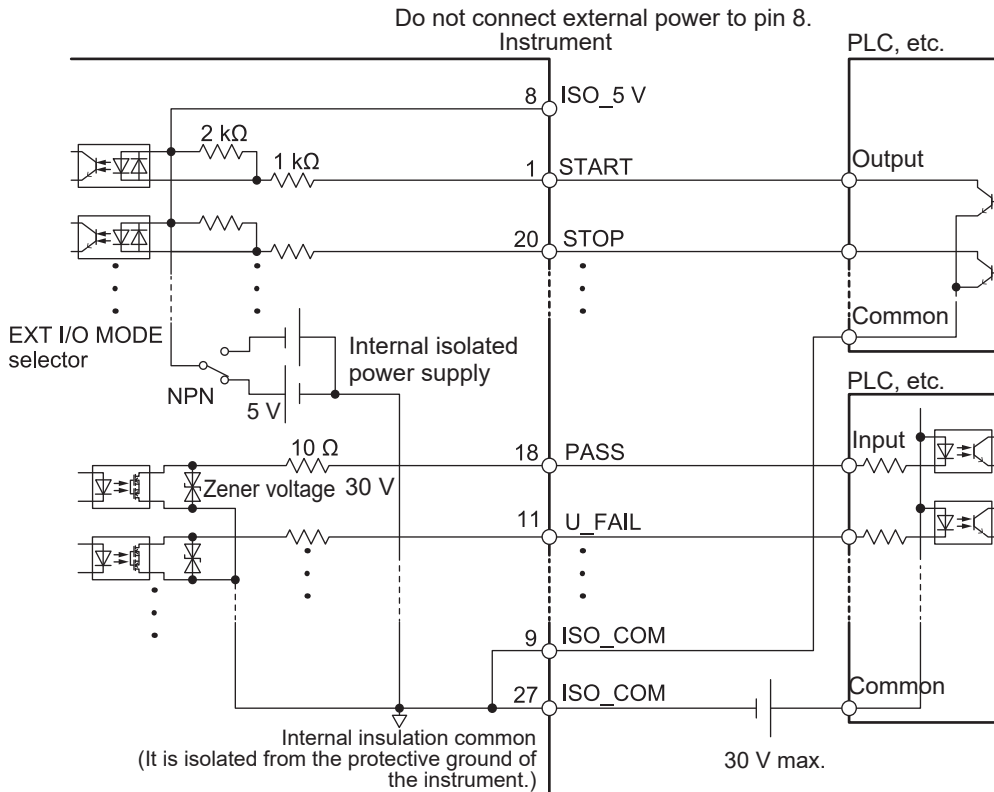 Do not connect external power to pin 8.
Instrument
PLC, etc.
8
ISO_5 V
2 kΩ
1 kΩ
1
START
Output
20
STOP
Common
EXT I/O MODE
selector
NPN
5 V
Internal isolated
power supply
PLC, etc.
10 Ω
18
PASS
Input
Zener voltage 30 V
11
U_FAIL
9
ISO_COM
27
ISO_COM
Common
Internal insulation common
(It is isolated from the protective ground of
the instrument.)
30 V max.